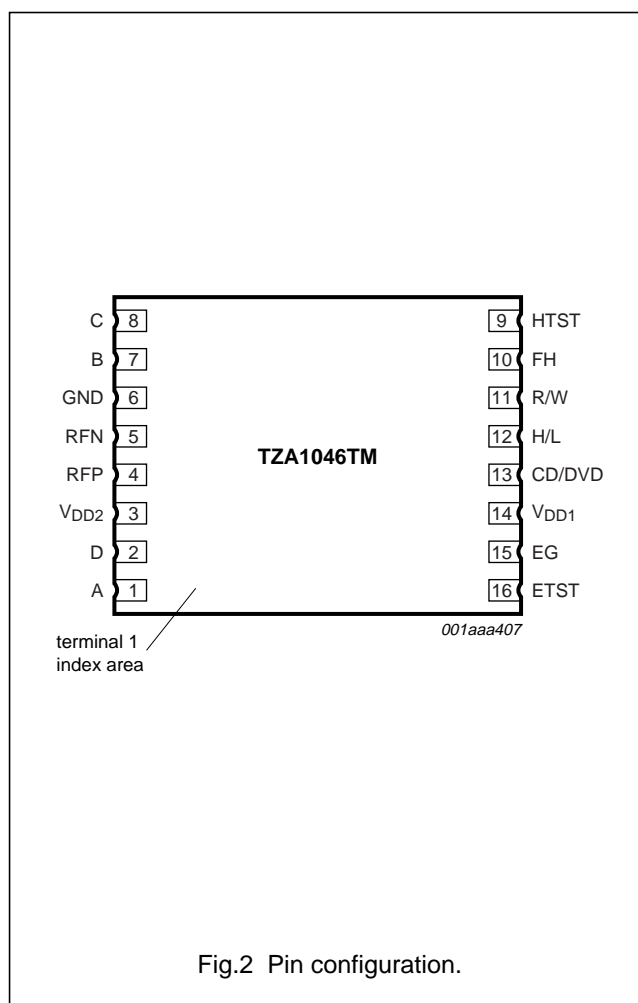 C 8 9 HTST
B 7 10 FH
GND 6 11 R/W
RFN 5 12 H/L
TZA1046TM
RFP 4 13 CD/DVD
VDD2 3 14 VDD1
D 2 15 EG
A 1 16 ETST
001aaa407
terminal 1
index area
Fig.2 Pin configuration.